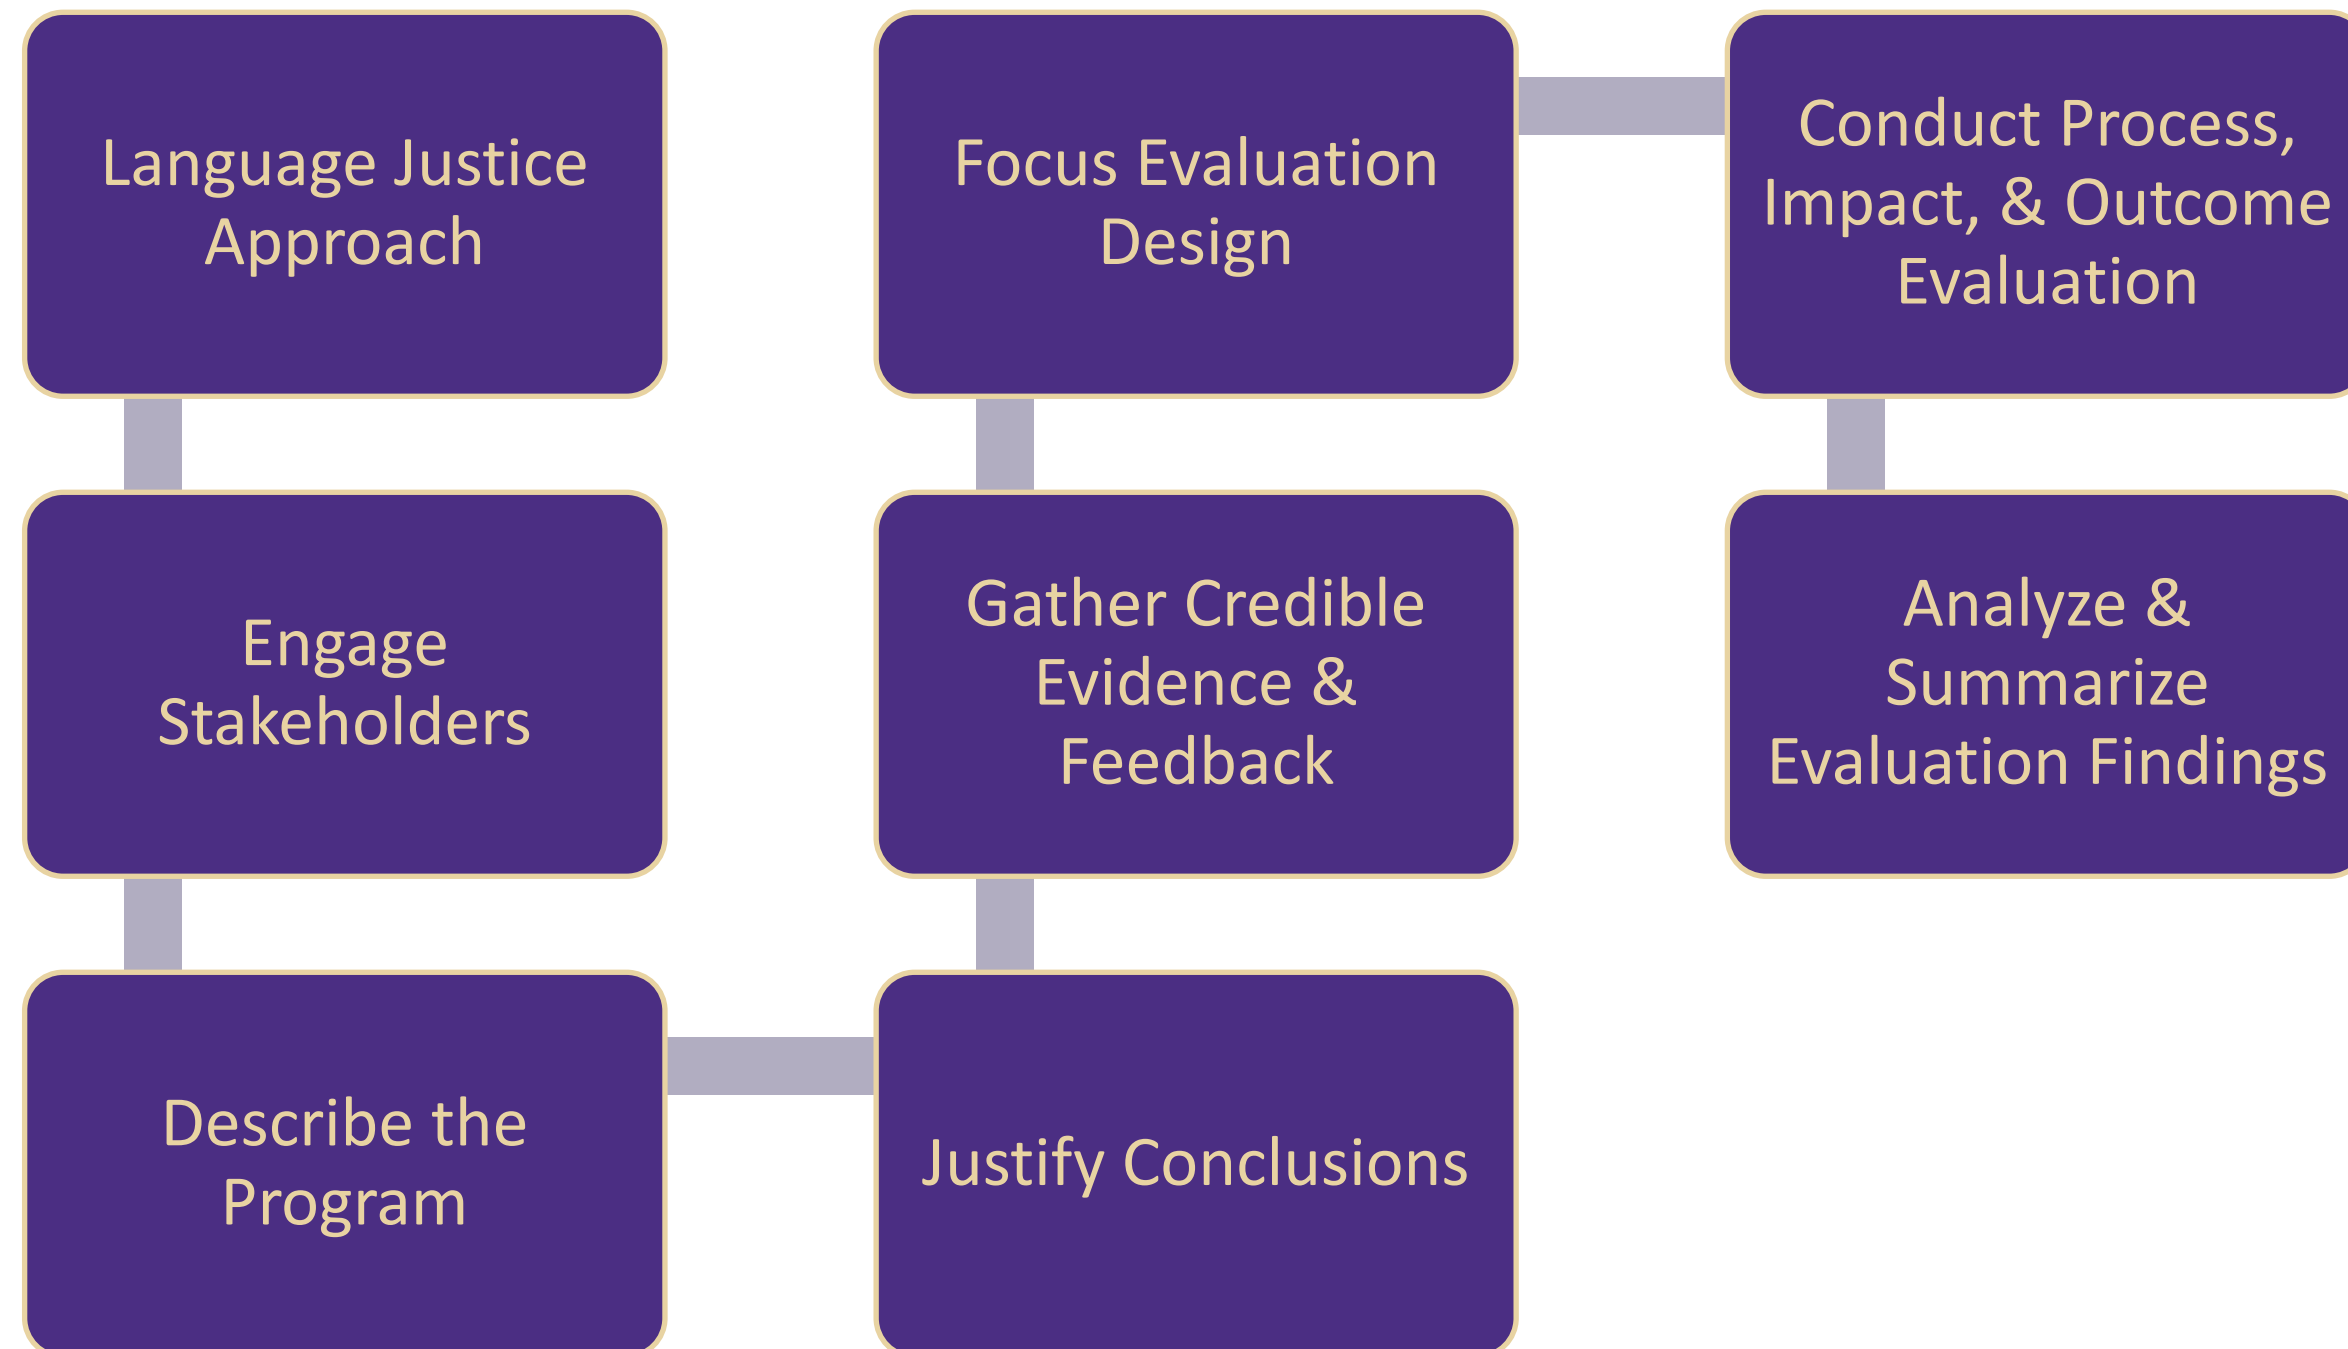 Language Justice
Approach
Engage
Stakeholders
Describe the
Program
Justify Conclusions
Gather Credible
Evidence &
Feedback
Focus Evaluation
Design
Conduct Process,
Impact, & Outcome
Evaluation
Analyze &
Summarize
Evaluation Findings